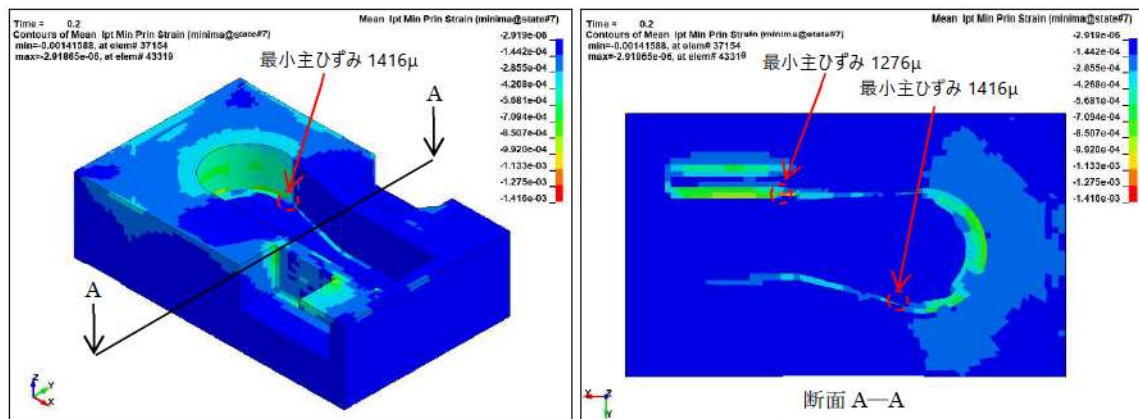 Time = 0.2
Contours of Mean Ipt Min Prin Strain (minima@state#7)
min=-0.00141588, at elem# 37154
max=-2.91865e-06, at elem# 43319
Mean Ipt Min Prin Strain (minima@state#7)
-2.919e-06
-1.442e-04
-2.855e-04
-4.268e-04
-5.681e-04
-7.094e-04
-8.507e-04
-9.920e-04
-1.133e-03
-1.275e-03
-1.416e-03
最小主ひずみ 1416μ
A
A
Z
Y
X
Time = 0.2
Contours of Mean Ipt Min Prin Strain (minima@state#7)
min=-0.00141588, at elem# 37154
max=-2.91865e-06, at elem# 43319
Mean Ipt Min Prin Strain (minima@state#7)
-2.919e-06
-1.442e-04
-2.855e-04
-4.268e-04
-5.681e-04
-7.094e-04
-8.507e-04
-9.920e-04
-1.133e-03
-1.275e-03
-1.416e-03
最小主ひずみ 1276μ
最小主ひずみ 1416μ
X
Z
Y
断面 A—A